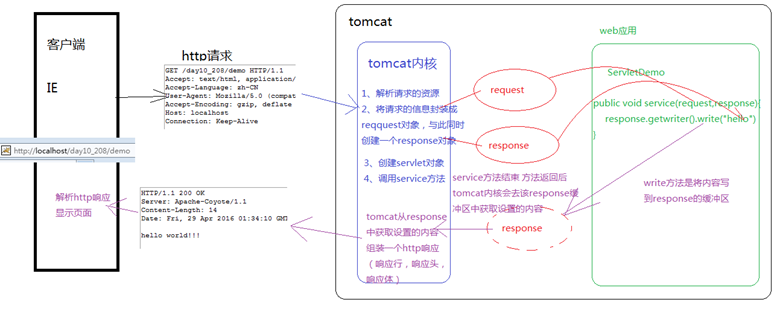 客户端
IE
http://localhost/day10_208/demo
解析http响应
显示页面
http请求
GET /day10_208/demo HTTP/1.1
Accept: text/html, application/
Accept-Language: zh-CN
User-Agent: Mozilla/5.0 (compat
Accept-Encoding: gzip, deflate
Host: localhost
Connection: Keep-Alive
HTTP/1.1 200 OK
Server: Apache-Coyote/1.1
Content-Length: 14
Date: Fri, 29 Apr 2016 01:34:10 GMT
hello world!!!
tomcat
tomcat内核
1、解析请求的资源
2、将请求的信息封装成
reqquest对象，与此同时
创建一个response对象
3、创建servlet对象
4、调用service方法
tomcat从response
中获取设置的内容
组装一个http响应
（响应行，响应头，
响应体）
request
response
service方法结束 方法返回后
tomcat内核会去该response缓
冲区中获取设置的内容
response
web应用
ServletDemo
public void service(request,response){
response.getwriter().write("hello")
}
write方法是将内容写
到response的缓冲区